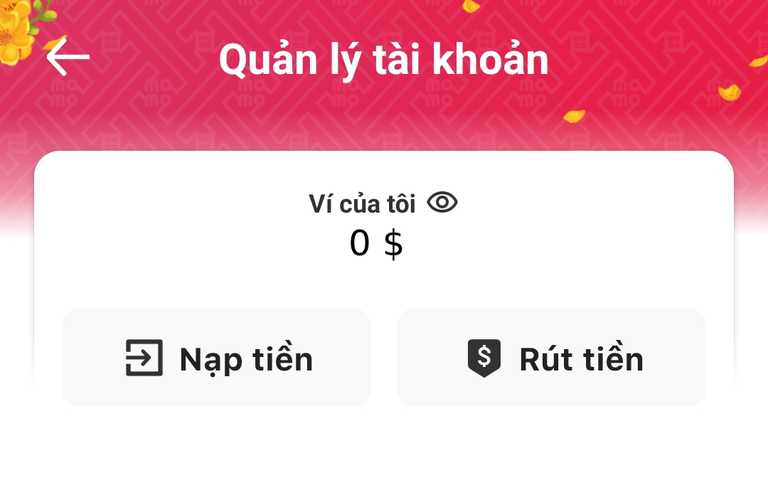 Quản lý tài khoản
Ví của tôi
0 $
Nạp tiền
Rút tiền